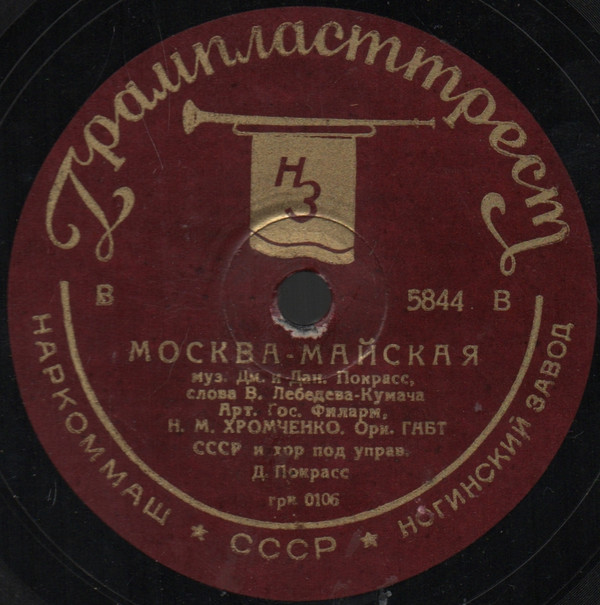 Грампласттрест
НЗ
В 5844 В
МОСКВА-МАЙСКАЯ
муз. Дм. и Дан. Покрасс,
слова В. Лебедева-Кумача
Арт. Гос. Филарм,
Н. М. ХРОМЧЕНКО. Орк. ГАБТ
СССР и хор под управ.
Д. Покрасс
грк 0106
НАРКОММАШ ★ СССР ★ НОГИНСКИЙ ЗАВОД